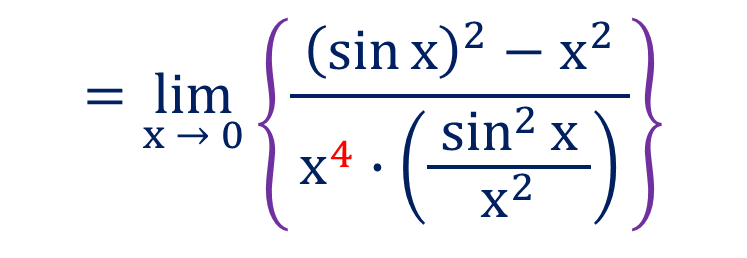 = lim x → 0 { ((sin x)² − x²) / (x⁴ · (sin² x / x²)) }